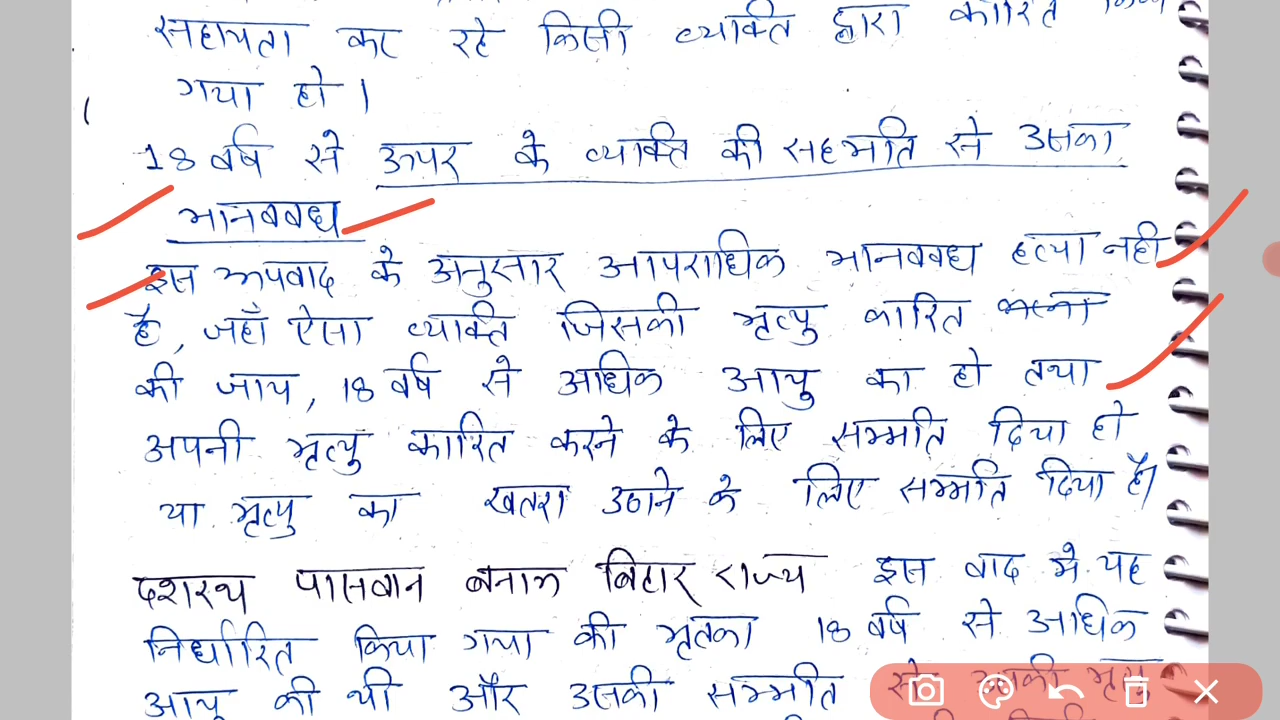 सहायता कर रहे किसी व्यक्ति द्वारा कारित
गया हो।
18 वर्ष से ऊपर के व्यक्ति की सहमति से उसका
मानववध
इस अपवाद के अनुसार आपराधिक मानववध हत्या नही
है, जहाँ ऐसा व्यक्ति जिसकी मृत्यु कारित
की जाय, 18 वर्ष से अधिक आयु का हो तथा
अपनी मृत्यु कारित करने के लिए सम्मति दिया हो
या मृत्यु का खतरा उठाने के लिए सम्मति दिया है।
दशरथ पासवान बनाम बिहार राज्य इस वाद मे यह
निर्धारित किया गया की मृतका 18 वर्ष से अधिक
आयु की थी और उसकी सम्मति से उसकी मृत्यु